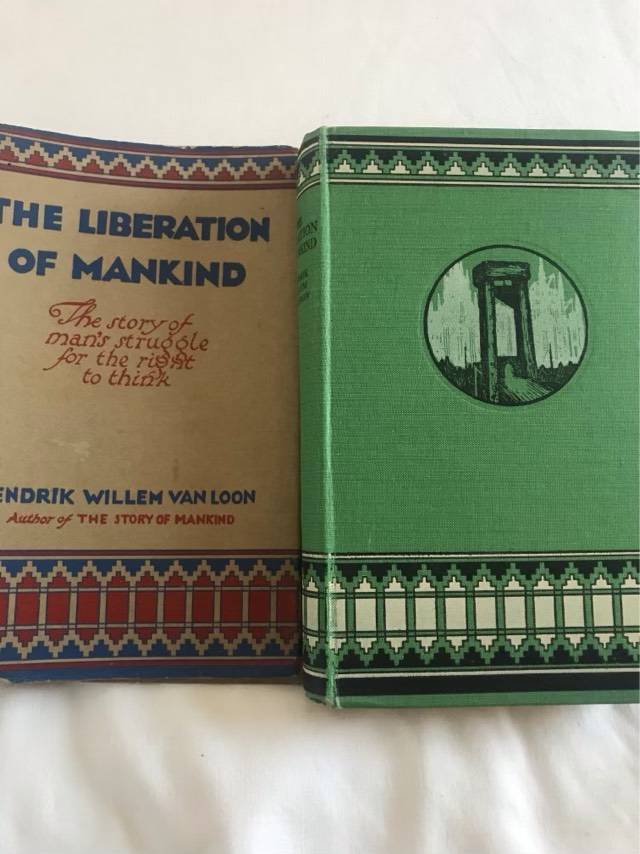 THE LIBERATION
OF MANKIND
The story of
man's struggle
for the right
to think
ENDRIK WILLEM VAN LOON
Author of THE STORY OF MANKIND